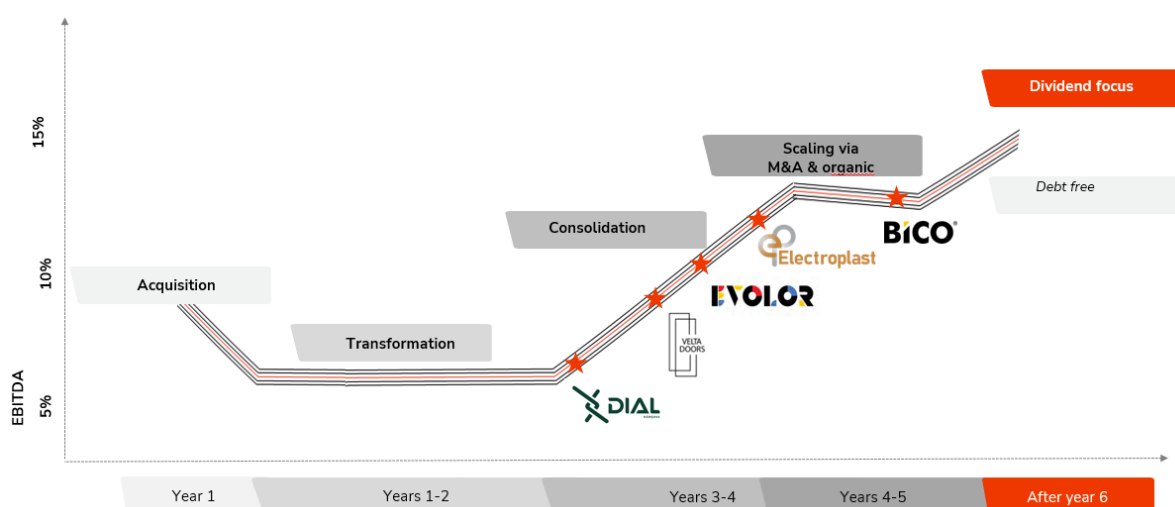 15%
10%
5%
EBITDA
Dividend focus
Scaling via
M&A & organic
Debt free
Consolidation
BICO®
Electroplast
Acquisition
EVOLOR
Transformation
VELTA
DOORS
DIAL
Year 1
Years 1-2
Years 3-4
Years 4-5
After year 6